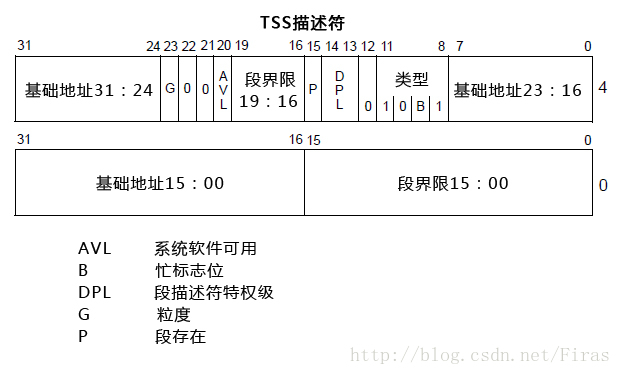 TSS描述符
31 24 23 22 21 20 19 16 15 14 13 12 11 8 7 0
基础地址31：24 G 0 0 AVL 段界限19：16 P DPL 0 类型 1 0 B 1 基础地址23：16 4
31 16 15 0
基础地址15：00 段界限15：00 0
AVL 系统软件可用
B 忙标志位
DPL 段描述符特权级
G 粒度
P 段存在
http://blog.csdn.net/Firas